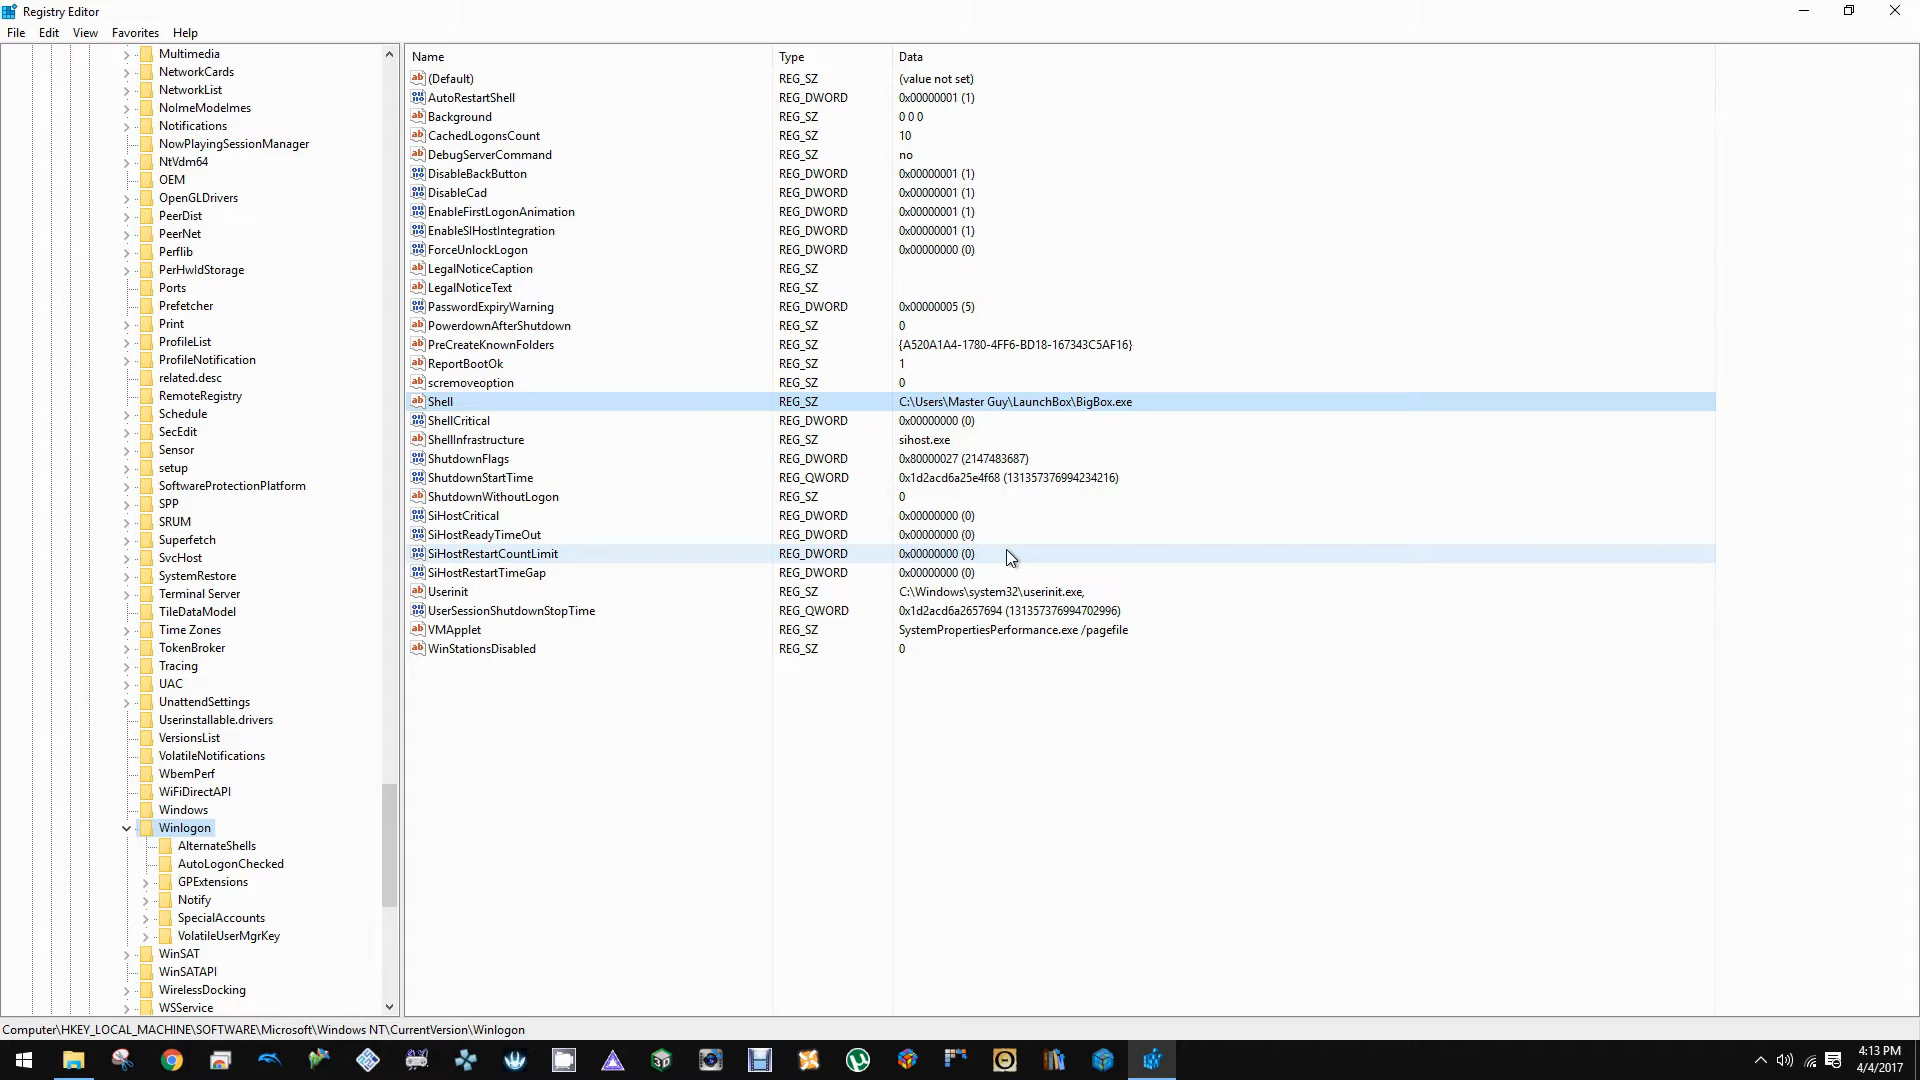 Registry Editor
File Edit View Favorites Help
Multimedia
NetworkCards
NetworkList
NoImeModeImes
Notifications
NowPlayingSessionManager
NtVdm64
OEM
OpenGLDrivers
PeerDist
PeerNet
Perflib
PerHwIdStorage
Ports
Prefetcher
Print
ProfileList
ProfileNotification
related.desc
RemoteRegistry
Schedule
SecEdit
Sensor
setup
SoftwareProtectionPlatform
SPP
SRUM
Superfetch
SvcHost
SystemRestore
Terminal Server
TileDataModel
Time Zones
TokenBroker
Tracing
UAC
UnattendSettings
Userinstallable.drivers
VersionsList
VolatileNotifications
WbemPerf
WiFiDirectAPI
Windows
Winlogon
AlternateShells
AutoLogonChecked
GPExtensions
Notify
SpecialAccounts
VolatileUserMgrKey
WinSAT
WinSATAPI
WirelessDocking
WSService
Name Type Data
(Default) REG_SZ (value not set)
AutoRestartShell REG_DWORD 0x00000001 (1)
Background REG_SZ 0 0 0
CachedLogonsCount REG_SZ 10
DebugServerCommand REG_SZ no
DisableBackButton REG_DWORD 0x00000001 (1)
DisableCad REG_DWORD 0x00000001 (1)
EnableFirstLogonAnimation REG_DWORD 0x00000001 (1)
EnableSIHostIntegration REG_DWORD 0x00000001 (1)
ForceUnlockLogon REG_DWORD 0x00000000 (0)
LegalNoticeCaption REG_SZ
LegalNoticeText REG_SZ
PasswordExpiryWarning REG_DWORD 0x00000005 (5)
PowerdownAfterShutdown REG_SZ 0
PreCreateKnownFolders REG_SZ {A520A1A4-1780-4FF6-BD18-167343C5AF16}
ReportBootOk REG_SZ 1
scremoveoption REG_SZ 0
Shell REG_SZ C:\Users\Master Guy\LaunchBox\BigBox.exe
ShellCritical REG_DWORD 0x00000000 (0)
ShellInfrastructure REG_SZ sihost.exe
ShutdownFlags REG_DWORD 0x80000027 (2147483687)
ShutdownStartTime REG_QWORD 0x1d2acd6a25e4f68 (131357376994234216)
ShutdownWithoutLogon REG_SZ 0
SiHostCritical REG_DWORD 0x00000000 (0)
SiHostReadyTimeOut REG_DWORD 0x00000000 (0)
SiHostRestartCountLimit REG_DWORD 0x00000000 (0)
SiHostRestartTimeGap REG_DWORD 0x00000000 (0)
Userinit REG_SZ C:\Windows\system32\userinit.exe,
UserSessionShutdownStopTime REG_QWORD 0x1d2acd6a2657694 (131357376994702996)
VMApplet REG_SZ SystemPropertiesPerformance.exe /pagefile
WinStationsDisabled REG_SZ 0
Computer\HKEY_LOCAL_MACHINE\SOFTWARE\Microsoft\Windows NT\CurrentVersion\Winlogon
3D
4:13 PM
4/4/2017